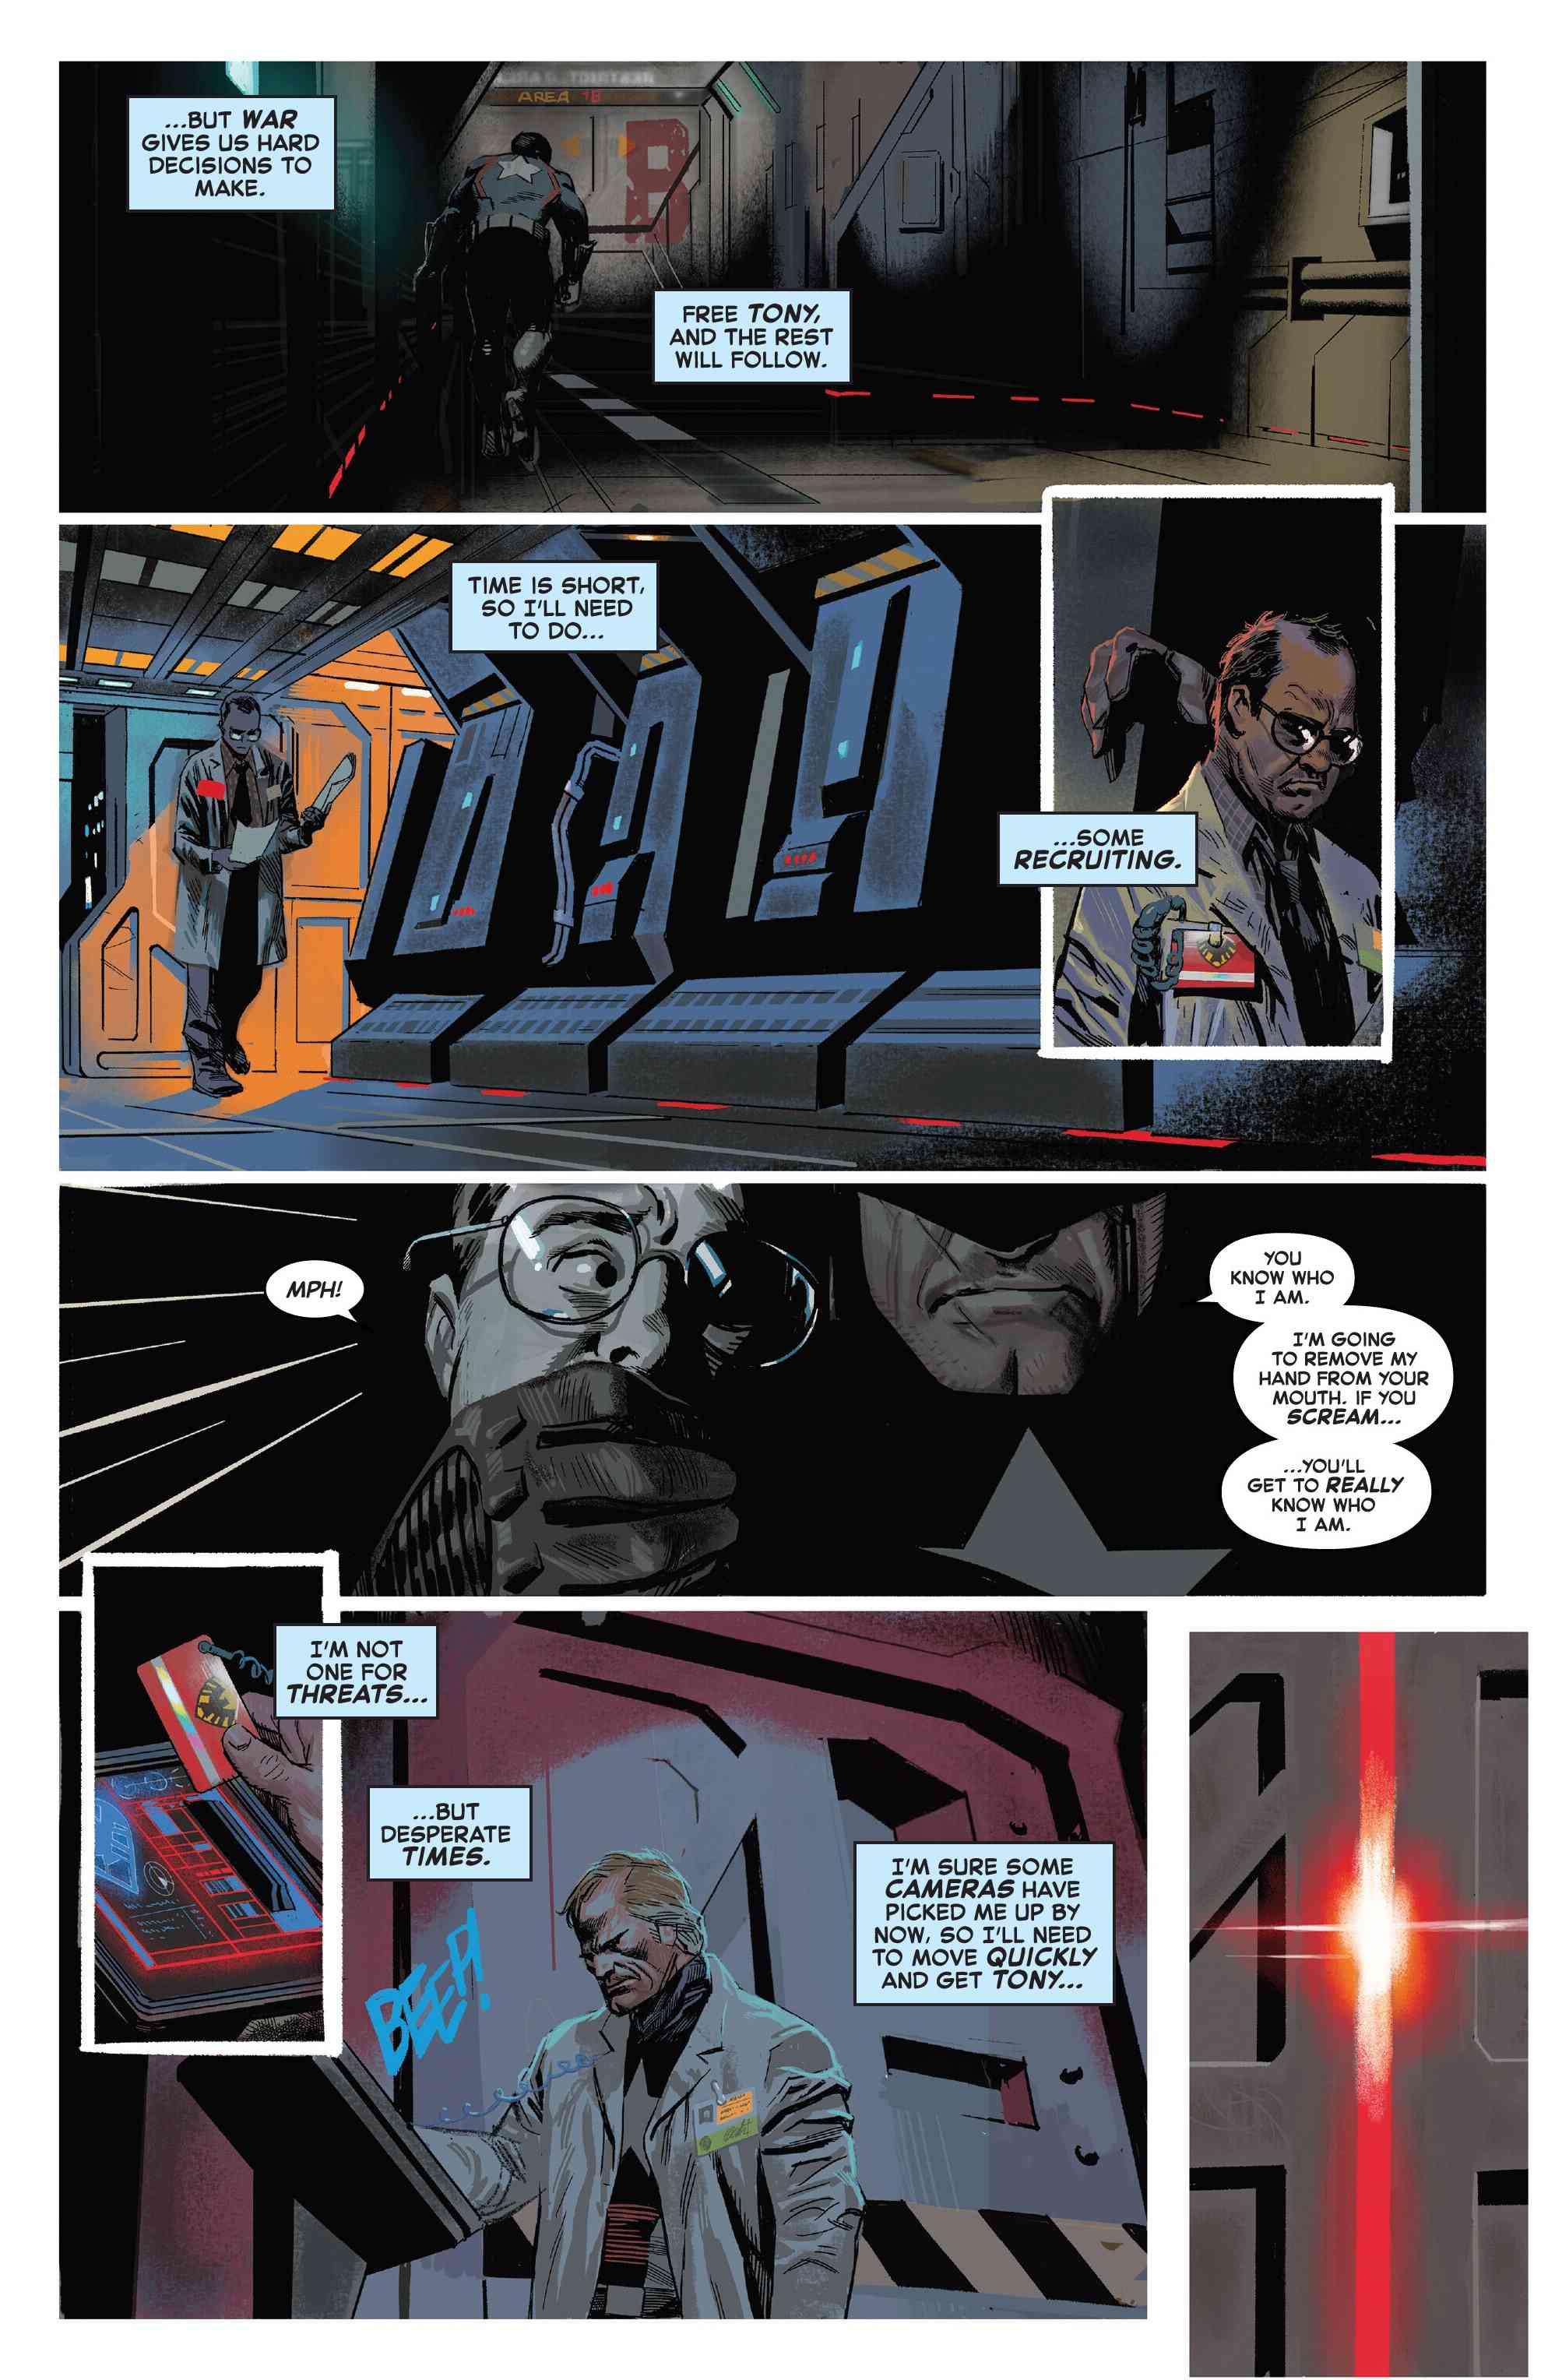 AREA 18
B
...BUT WAR
GIVES US HARD
DECISIONS TO
MAKE.
FREE TONY,
AND THE REST
WILL FOLLOW.
TIME IS SHORT,
SO I'LL NEED
TO DO...
...SOME
RECRUITING.
MPH!
YOU
KNOW WHO
I AM.
I'M GOING
TO REMOVE MY
HAND FROM YOUR
MOUTH. IF YOU
SCREAM...
...YOU'LL
GET TO REALLY
KNOW WHO
I AM.
I'M NOT
ONE FOR
THREATS...
...BUT
DESPERATE
TIMES.
BEEP!
I'M SURE SOME
CAMERAS HAVE
PICKED ME UP BY
NOW, SO I'LL NEED
TO MOVE QUICKLY
AND GET TONY...